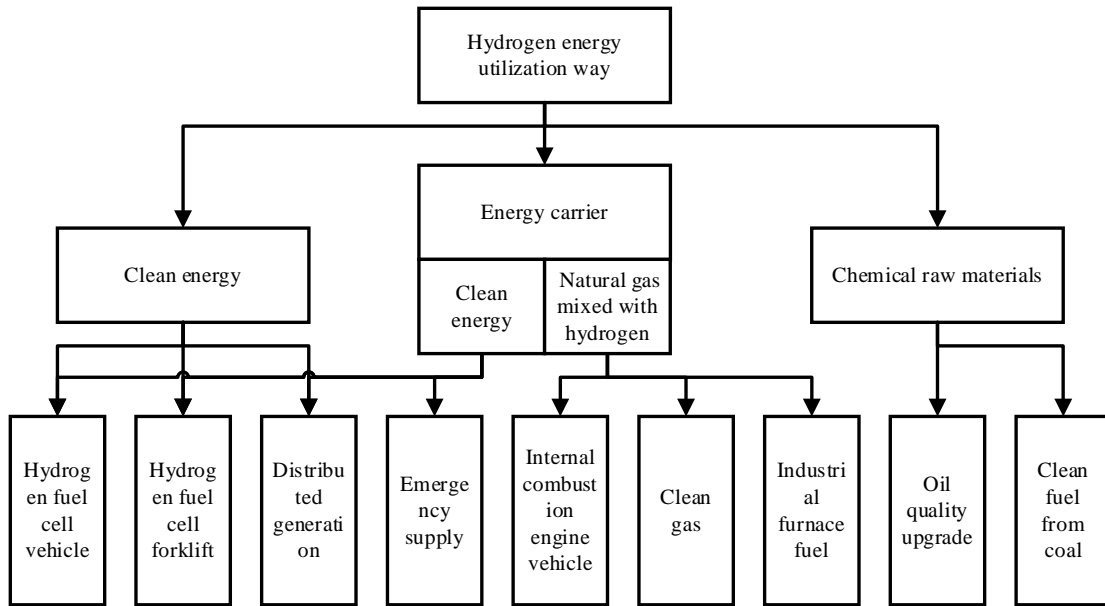 Hydrogen energy
utilization way
Energy carrier
Clean energy
Chemical raw materials
Clean
energy
Natural gas
mixed with
hydrogen
Hydrog
en fuel
cell
vehicle
Hydrog
en fuel
cell
forklift
Distribu
ted
generati
on
Emerge
ncy
supply
Internal
combust
ion
engine
vehicle
Clean
gas
Industri
al
furnace
fuel
Oil
quality
upgrade
Clean
fuel
from
coal